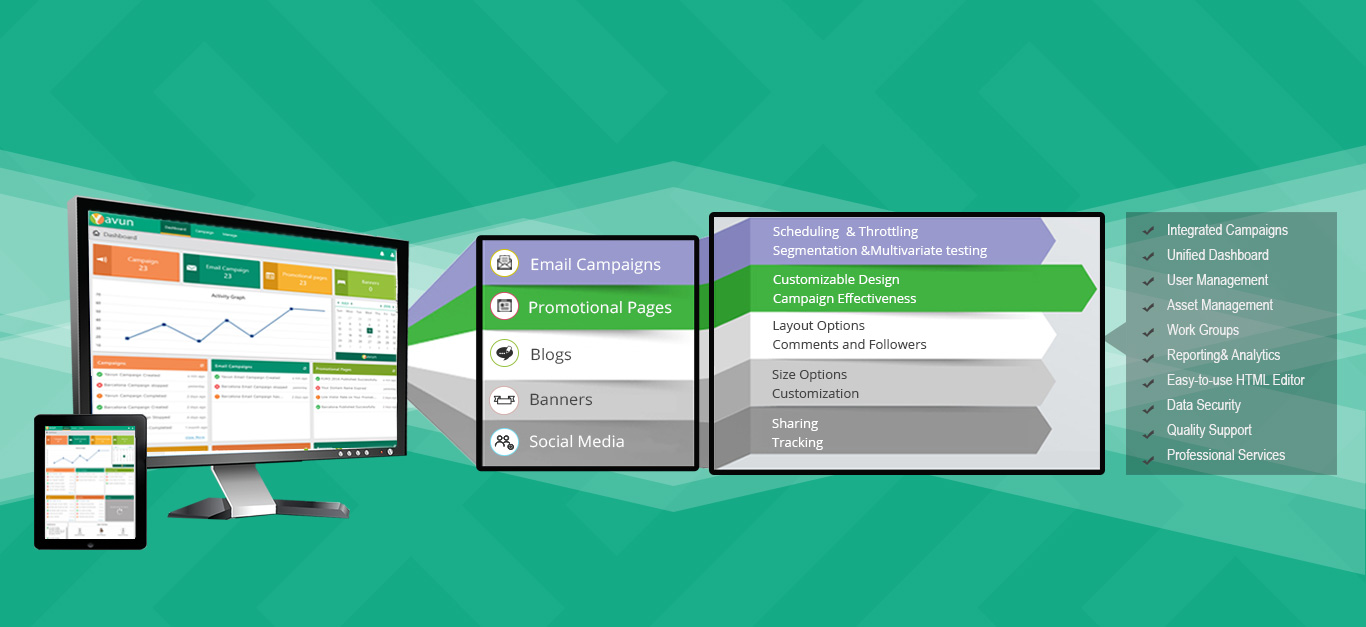 Yavun
Dashboard Campaign Manage
Dashboard
Campaign
23
Email Campaign
23
Promotional pages
23
Banners
0
Activity Graph
Campaigns
Email Campaigns
Promotional Pages
Email Campaigns
Promotional Pages
Blogs
Banners
Social Media
Scheduling & Throttling
Segmentation &Multivariate testing
Customizable Design
Campaign Effectiveness
Layout Options
Comments and Followers
Size Options
Customization
Sharing
Tracking
Integrated Campaigns
Unified Dashboard
User Management
Asset Management
Work Groups
Reporting& Analytics
Easy-to-use HTML Editor
Data Security
Quality Support
Professional Services